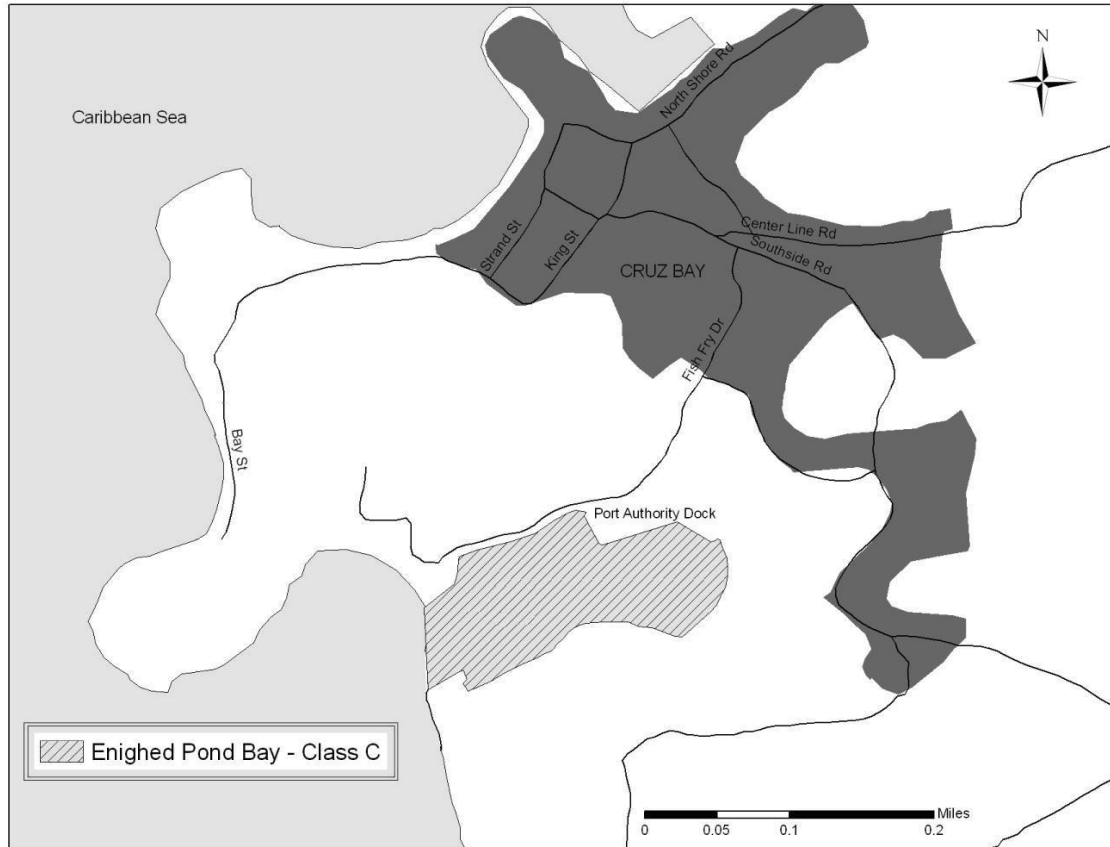 N
Caribbean Sea
North Shore Rd
Center Line Rd
Southside Rd
Strand St
King St
CRUZ BAY
Fish Fry Dr
Bay St
Port Authority Dock
Enighed Pond Bay - Class C
Miles
0 0.05 0.1 0.2